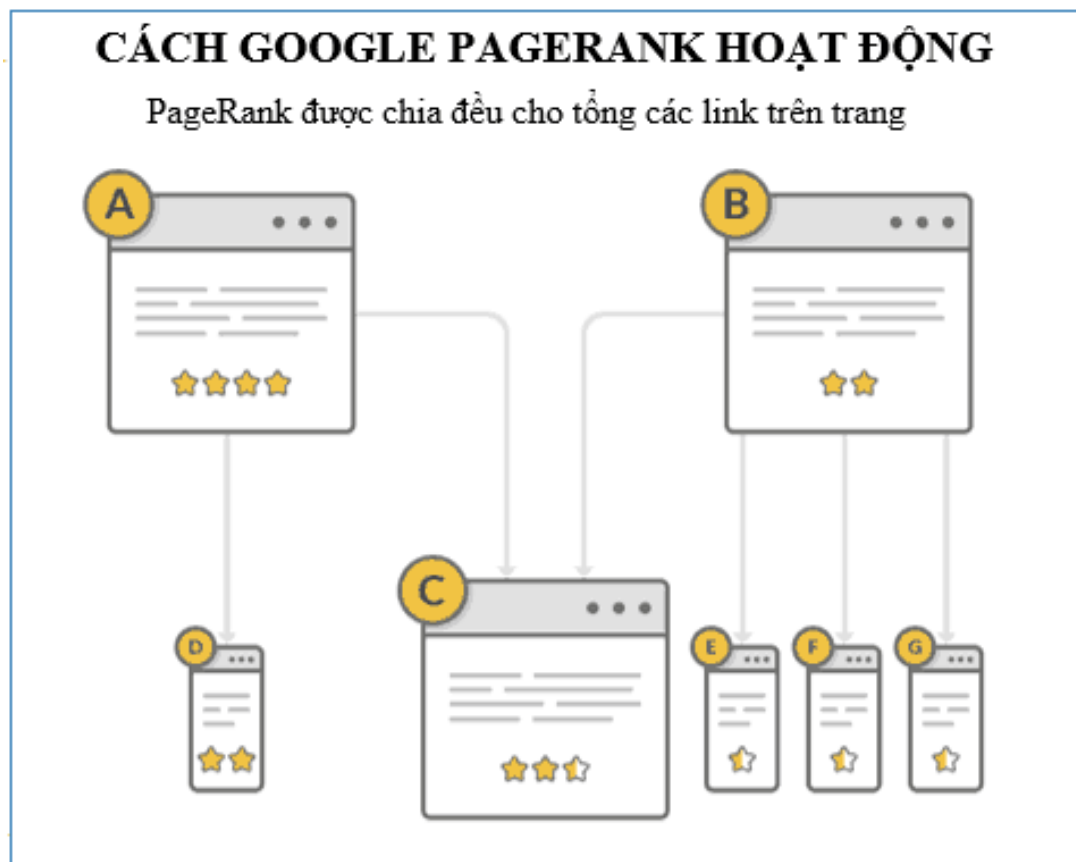 CÁCH GOOGLE PAGERANK HOẠT ĐỘNG
PageRank được chia đều cho tổng các link trên trang
A
B
C
D
E
F
G